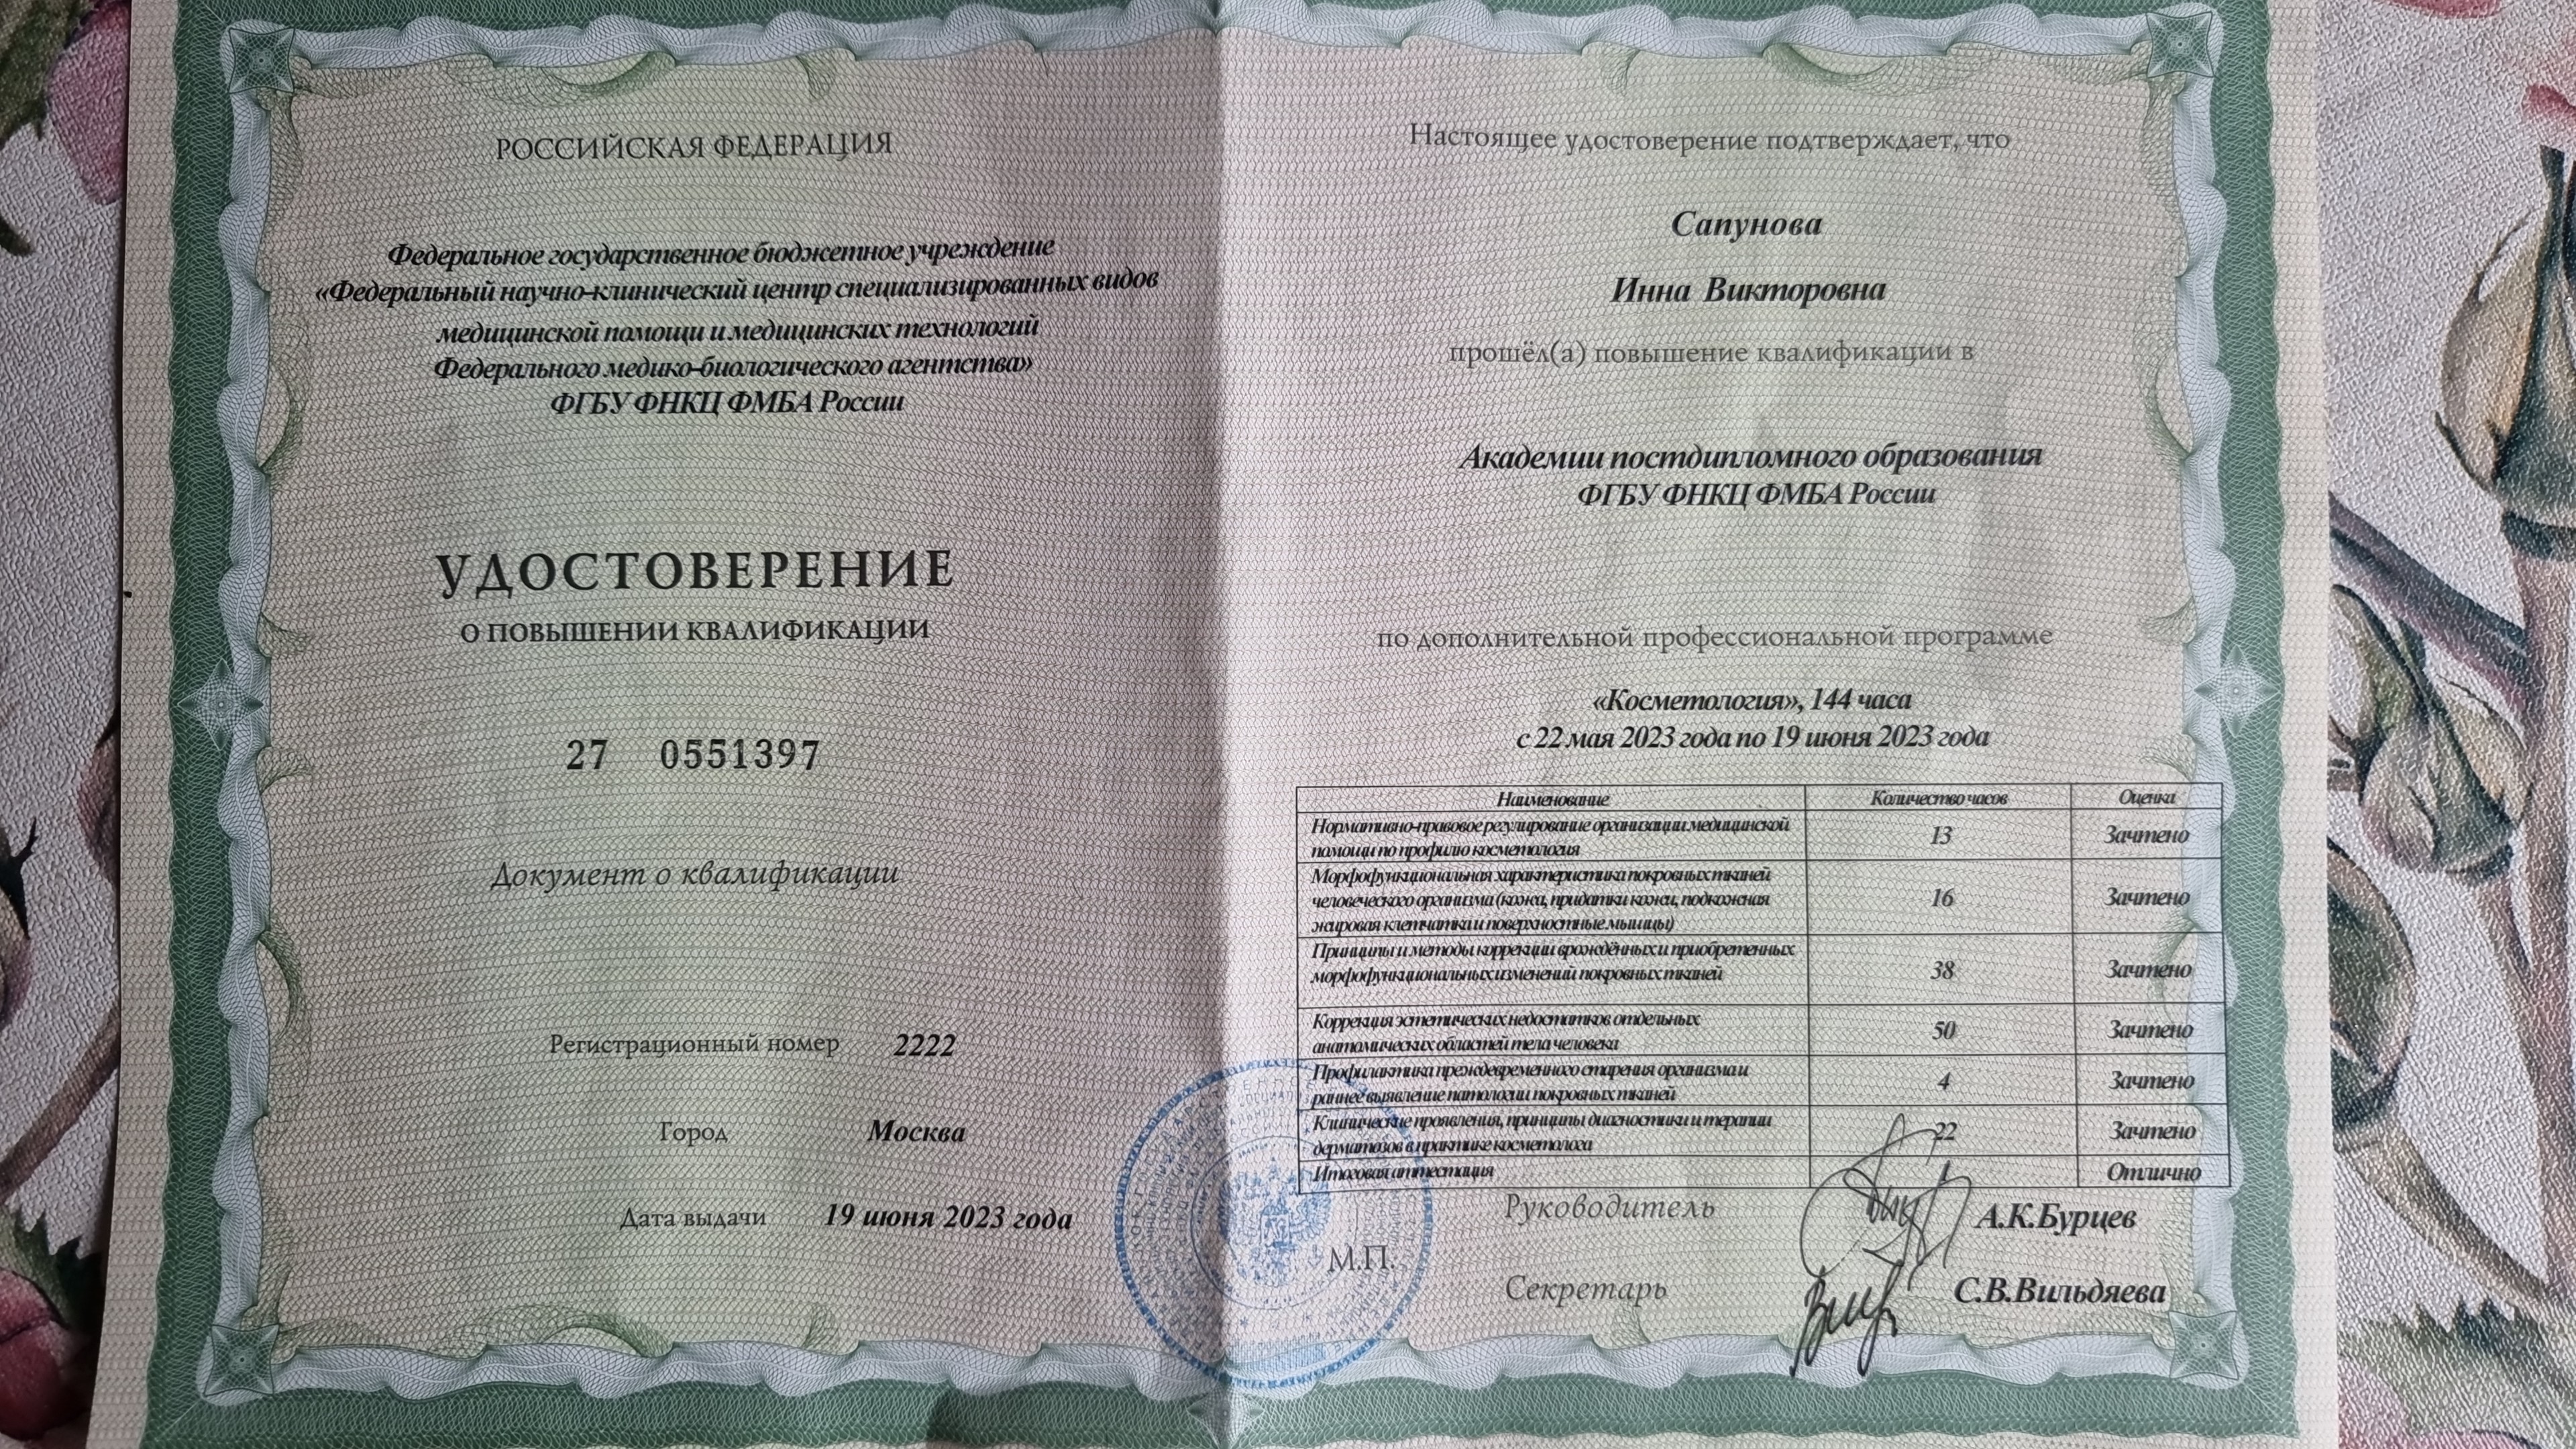 РОССИЙСКАЯ ФЕДЕРАЦИЯ
Федеральное государственное бюджетное учреждение
«Федеральный научно-клинический центр специализированных видов
медицинской помощи и медицинских технологий
Федерального медико-биологического агентства»
ФГБУ ФНКЦ ФМБА России
УДОСТОВЕРЕНИЕ
О ПОВЫШЕНИИ КВАЛИФИКАЦИИ
27 0551397
Документ о квалификации
Регистрационный номер 2222
Город Москва
Дата выдачи 19 июня 2023 года
Настоящее удостоверение подтверждает, что
Сапунова
Инна Викторовна
прошёл(а) повышение квалификации в
Академии постдипломного образования
ФГБУ ФНКЦ ФМБА России
по дополнительной профессиональной программе
«Косметология», 144 часа
с 22 мая 2023 года по 19 июня 2023 года
Наименование Количество часов Оценка
Нормативно-правовое регулирование организации медицинской
помощи по профилю косметология 13 Зачтено
Морфофункциональная характеристика покровных тканей
человеческого организма (кожа, придатки кожи, подкожная 16 Зачтено
жировая клетчатка и поверхностные мышцы)
Принципы и методы коррекции врождённых и приобретенных
морфофункциональных изменений покровных тканей 38 Зачтено
Коррекция эстетических недостатков отдельных
анатомических областей тела человека 50 Зачтено
Профилактика преждевременного старения организма и
раннее выявление патологии покровных тканей 4 Зачтено
Клинические проявления, принципы диагностики и терапии
дерматозов в практике косметолога 22 Зачтено
Итоговая аттестация 1 Отлично
Руководитель А.К.Бурцев
М.П.
Секретарь С.В.Вильдяева